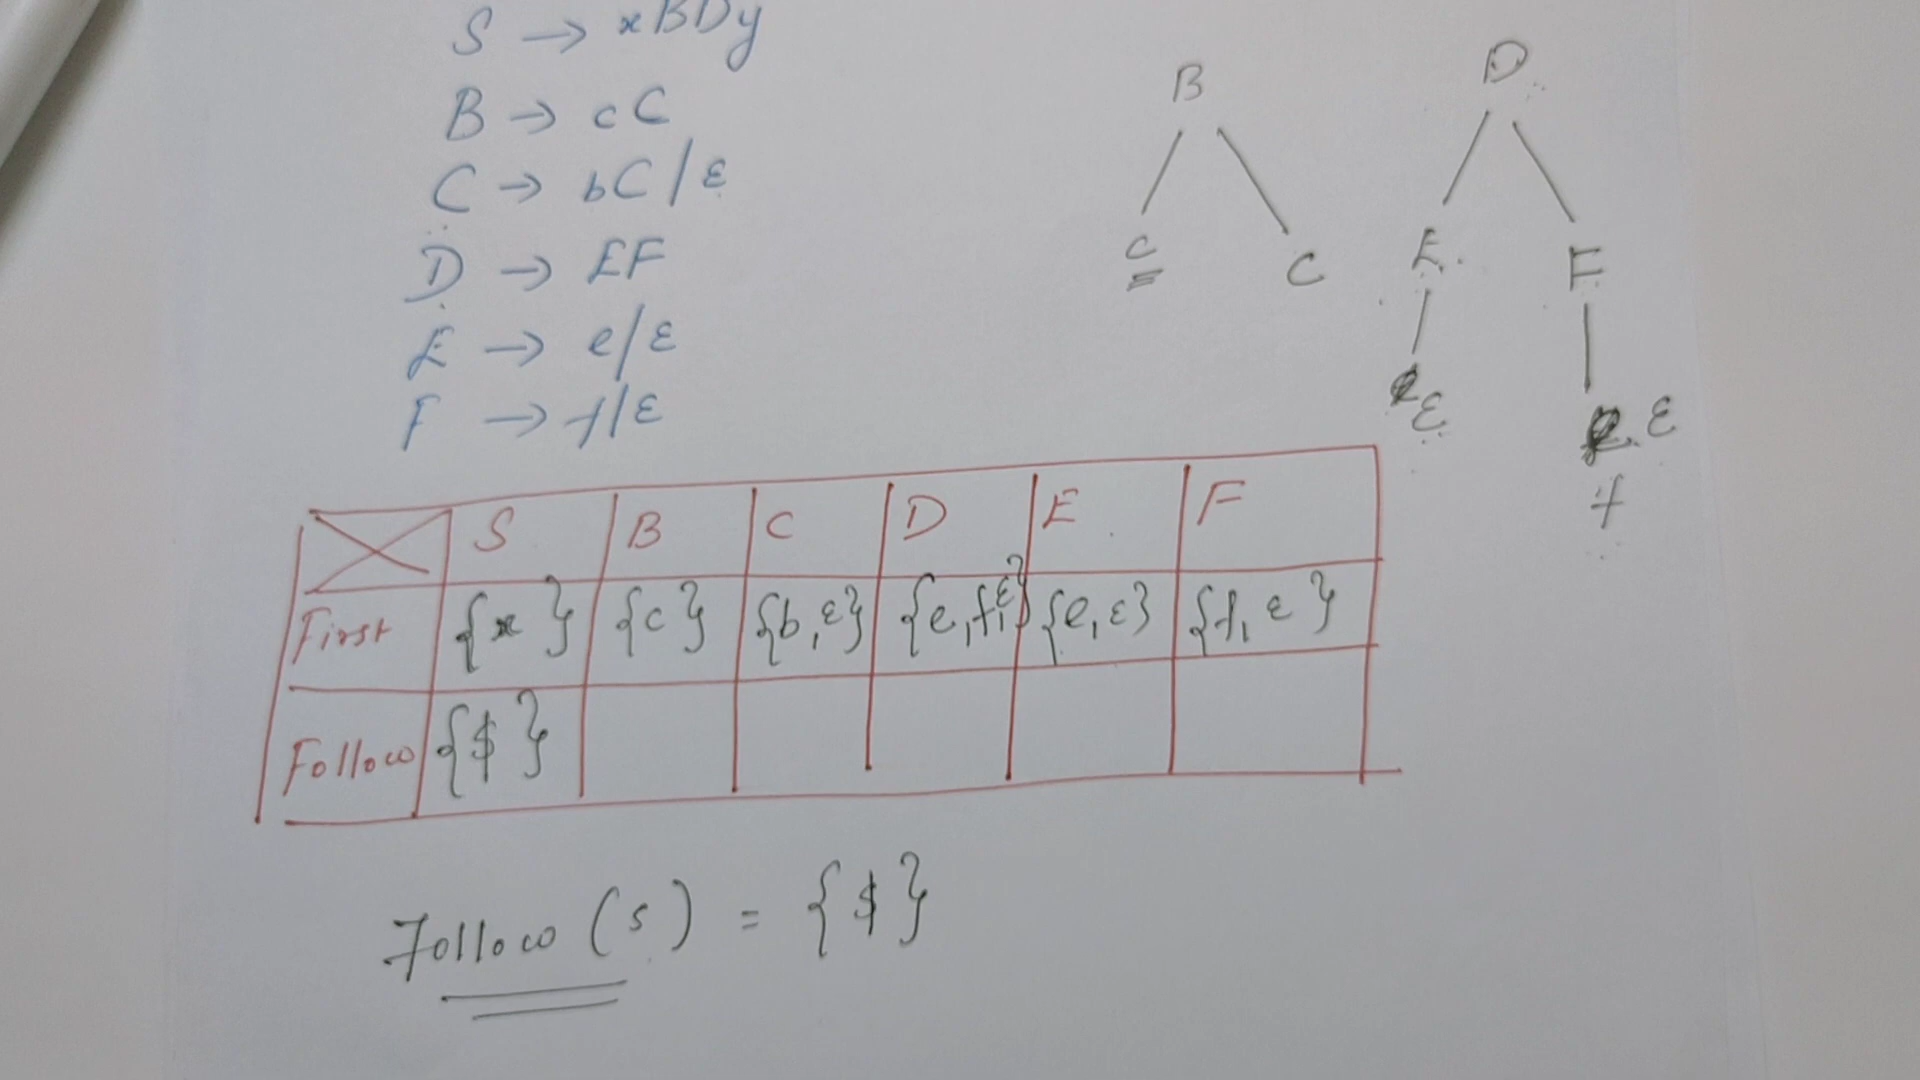 S → xBDy
B → cC
C → bC/ε
D → EF
E → e/ε
F → f/ε
B
c C
D
E F
ε
ε
f
S B C D E F
First {x} {c} {b,ε} {e,f,ε} {e,ε} {f,ε}
Follow {$}
Follow (s) = {$}